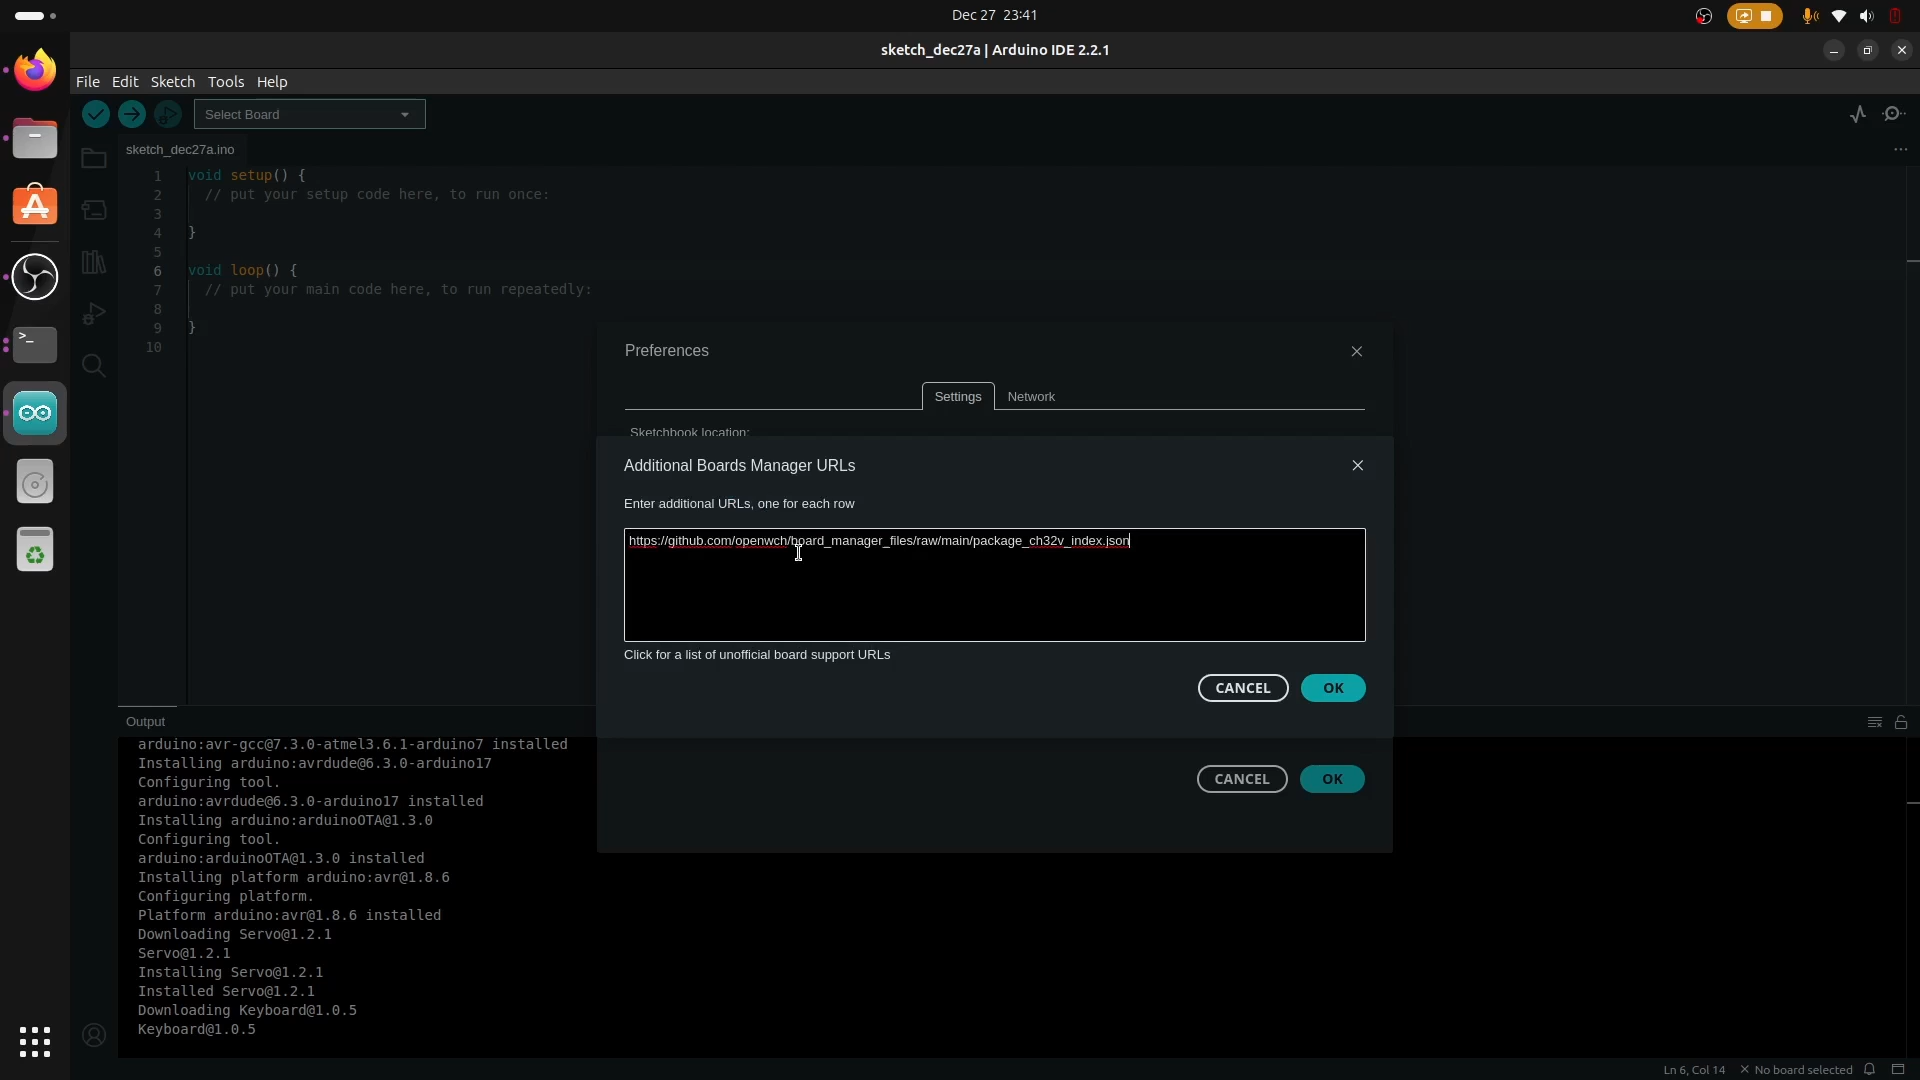 Dec 27 23:41
sketch_dec27a | Arduino IDE 2.2.1
File Edit Sketch Tools Help
Select Board
sketch_dec27a.ino
1 void setup() {
2 // put your setup code here, to run once:
3
4 }
5
6 void loop() {
7 // put your main code here, to run repeatedly:
8
9 }
10
Preferences
Settings Network
Sketchbook location:
Additional Boards Manager URLs
Enter additional URLs, one for each row
https://github.com/openwch/board_manager_files/raw/main/package_ch32v_index.json
Click for a list of unofficial board support URLs
CANCEL OK
CANCEL OK
Output
arduino:avr-gcc@7.3.0-atmel3.6.1-arduino7 installed
Installing arduino:avrdude@6.3.0-arduino17
Configuring tool.
arduino:avrdude@6.3.0-arduino17 installed
Installing arduino:arduinoOTA@1.3.0
Configuring tool.
arduino:arduinoOTA@1.3.0 installed
Installing platform arduino:avr@1.8.6
Configuring platform.
Platform arduino:avr@1.8.6 installed
Downloading Servo@1.2.1
Servo@1.2.1
Installing Servo@1.2.1
Installed Servo@1.2.1
Downloading Keyboard@1.0.5
Keyboard@1.0.5
Ln 6, Col 14 No board selected